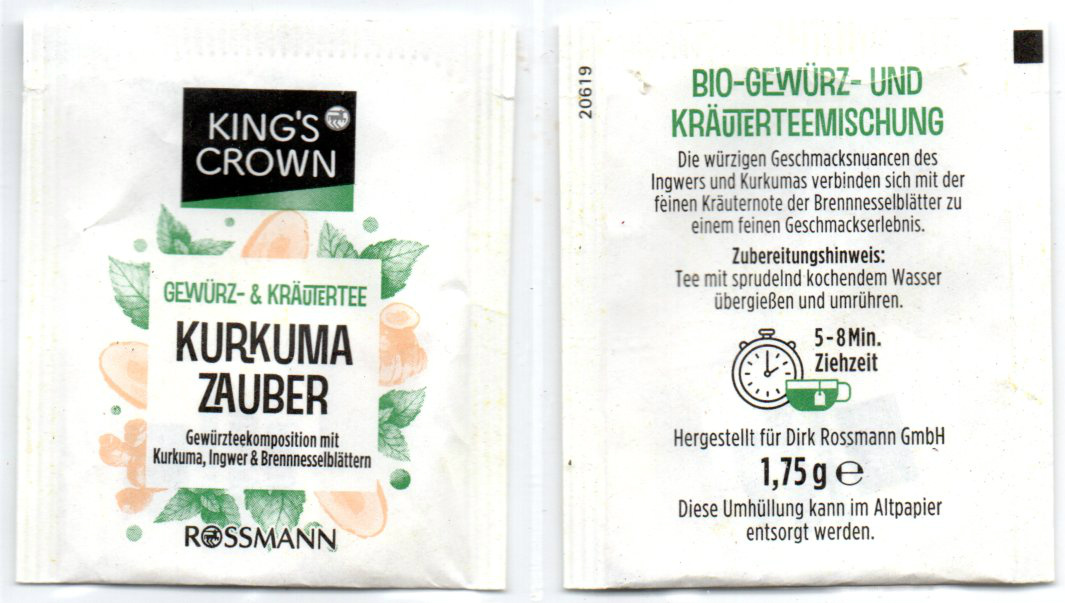 KING'S
CROWN
GEWÜRZ- & KRÄUTERTEE
KURKUMA
ZAUBER
Gewürzteekomposition mit
Kurkuma, Ingwer & Brennnesselblättern
ROSSMANN
20619
BIO-GEWÜRZ- UND
KRÄUTERTEEMISCHUNG
Die würzigen Geschmacksnuancen des
Ingwers und Kurkumas verbinden sich mit der
feinen Kräuternote der Brennnesselblätter zu
einem feinen Geschmackserlebnis.
Zubereitungshinweis:
Tee mit sprudelnd kochendem Wasser
übergießen und umrühren.
5-8 Min.
Ziehzeit
Hergestellt für Dirk Rossmann GmbH
1,75 g ℮
Diese Umhüllung kann im Altpapier
entsorgt werden.